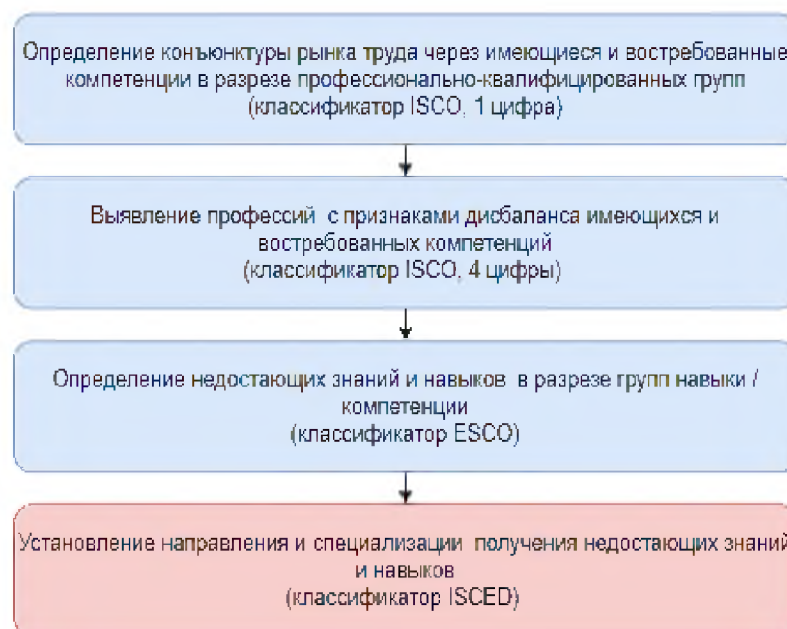 Определение конъюнктуры рынка труда через имеющиеся и востребованные
компетенции в разрезе профессионально-квалифицированных групп
(классификатор ISCO, 1 цифра)
Выявление профессий с признаками дисбаланса имеющихся и
востребованных компетенций
(классификатор ISCO, 4 цифры)
Определение недостающих знаний и навыков в разрезе групп навыки /
компетенции
(классификатор ESCO)
Установление направления и специализации получения недостающих знаний
и навыков
(классификатор ISCED)